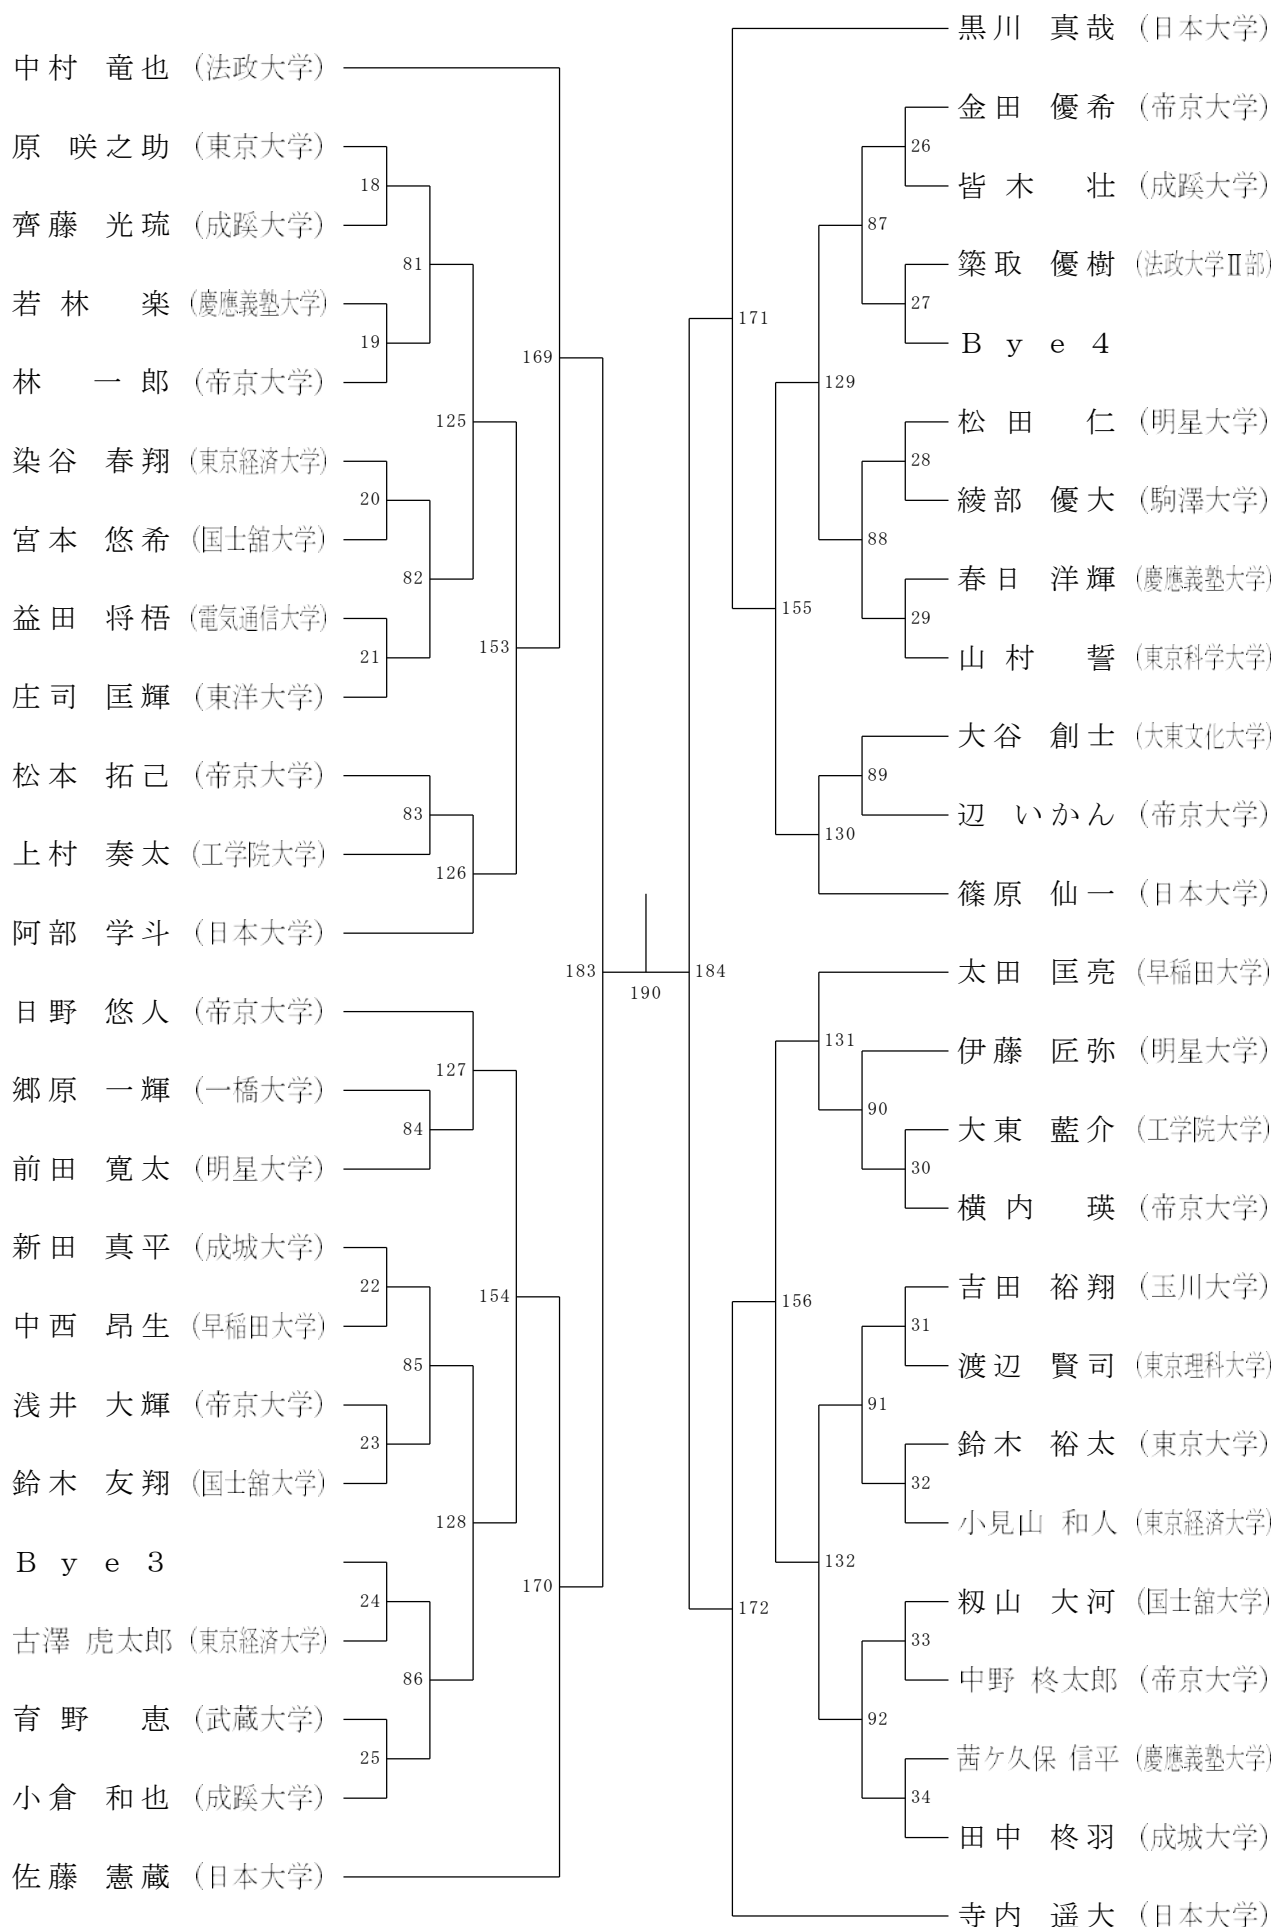 中村 竜也 (法政大学)
原 咲之助 (東京大学)
18
齊藤 光琉 (成蹊大学)
81
若林 楽 (慶應義塾大学)
19
169
林 一郎 (帝京大学)
125
染谷 春翔 (東京経済大学)
20
宮本 悠希 (国士舘大学)
82
益田 将梧 (電気通信大学)
153
21
庄司 匡輝 (東洋大学)
松本 拓己 (帝京大学)
83
上村 奏太 (工学院大学)
126
阿部 学斗 (日本大学)
183
190
184
日野 悠人 (帝京大学)
127
郷原 一輝 (一橋大学)
84
前田 寛太 (明星大学)
新田 真平 (成城大学)
22
154
中西 昂生 (早稲田大学)
85
浅井 大輝 (帝京大学)
23
鈴木 友翔 (国士舘大学)
128
Bye3
170
24
古澤 虎太郎 (東京経済大学)
86
育野 恵 (武蔵大学)
25
小倉 和也 (成蹊大学)
佐藤 憲蔵 (日本大学)
黒川 真哉 (日本大学)
金田 優希 (帝京大学)
26
皆木 壮 (成蹊大学)
87
築取 優樹 (法政大学Ⅱ部)
27
171
Bye4
129
松田 仁 (明星大学)
28
綾部 優大 (駒澤大学)
88
春日 洋輝 (慶應義塾大学)
155
29
山村 誓 (東京科学大学)
大谷 創士 (大東文化大学)
89
辺 いかん (帝京大学)
130
篠原 仙一 (日本大学)
太田 匡亮 (早稲田大学)
131
伊藤 匠弥 (明星大学)
90
大東 藍介 (工学院大学)
30
横内 瑛 (帝京大学)
吉田 裕翔 (玉川大学)
156
31
渡辺 賢司 (東京理科大学)
91
鈴木 裕太 (東京大学)
32
小見山 和人 (東京経済大学)
132
籾山 大河 (国士舘大学)
172
33
中野 柊太郎 (帝京大学)
92
茜ケ久保 信平 (慶應義塾大学)
34
田中 柊羽 (成城大学)
寺内 遥大 (日本大学)